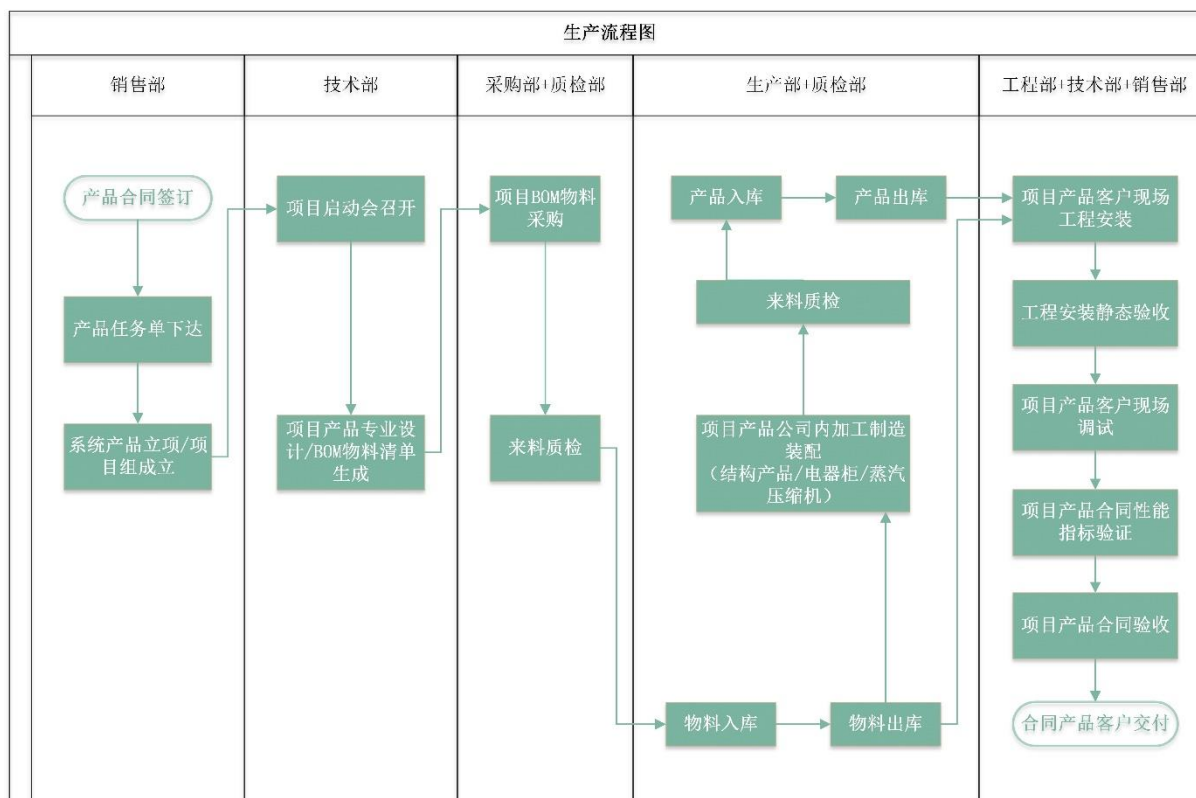 生产流程图
销售部
技术部
采购部+质检部
生产部+质检部
工程部+技术部+销售部
产品合同签订
产品任务单下达
系统产品立项/项
目组成立
项目启动会召开
项目产品专业设
计/BOM物料清单
生成
项目BOM物料
采购
来料质检
产品入库
产品出库
来料质检
项目产品公司内加工制造
装配
(结构产品/电器柜/蒸汽
压缩机)
物料入库
物料出库
项目产品客户现场
工程安装
工程安装静态验收
项目产品客户现场
调试
项目产品合同性能
指标验证
项目产品合同验收
合同产品客户交付